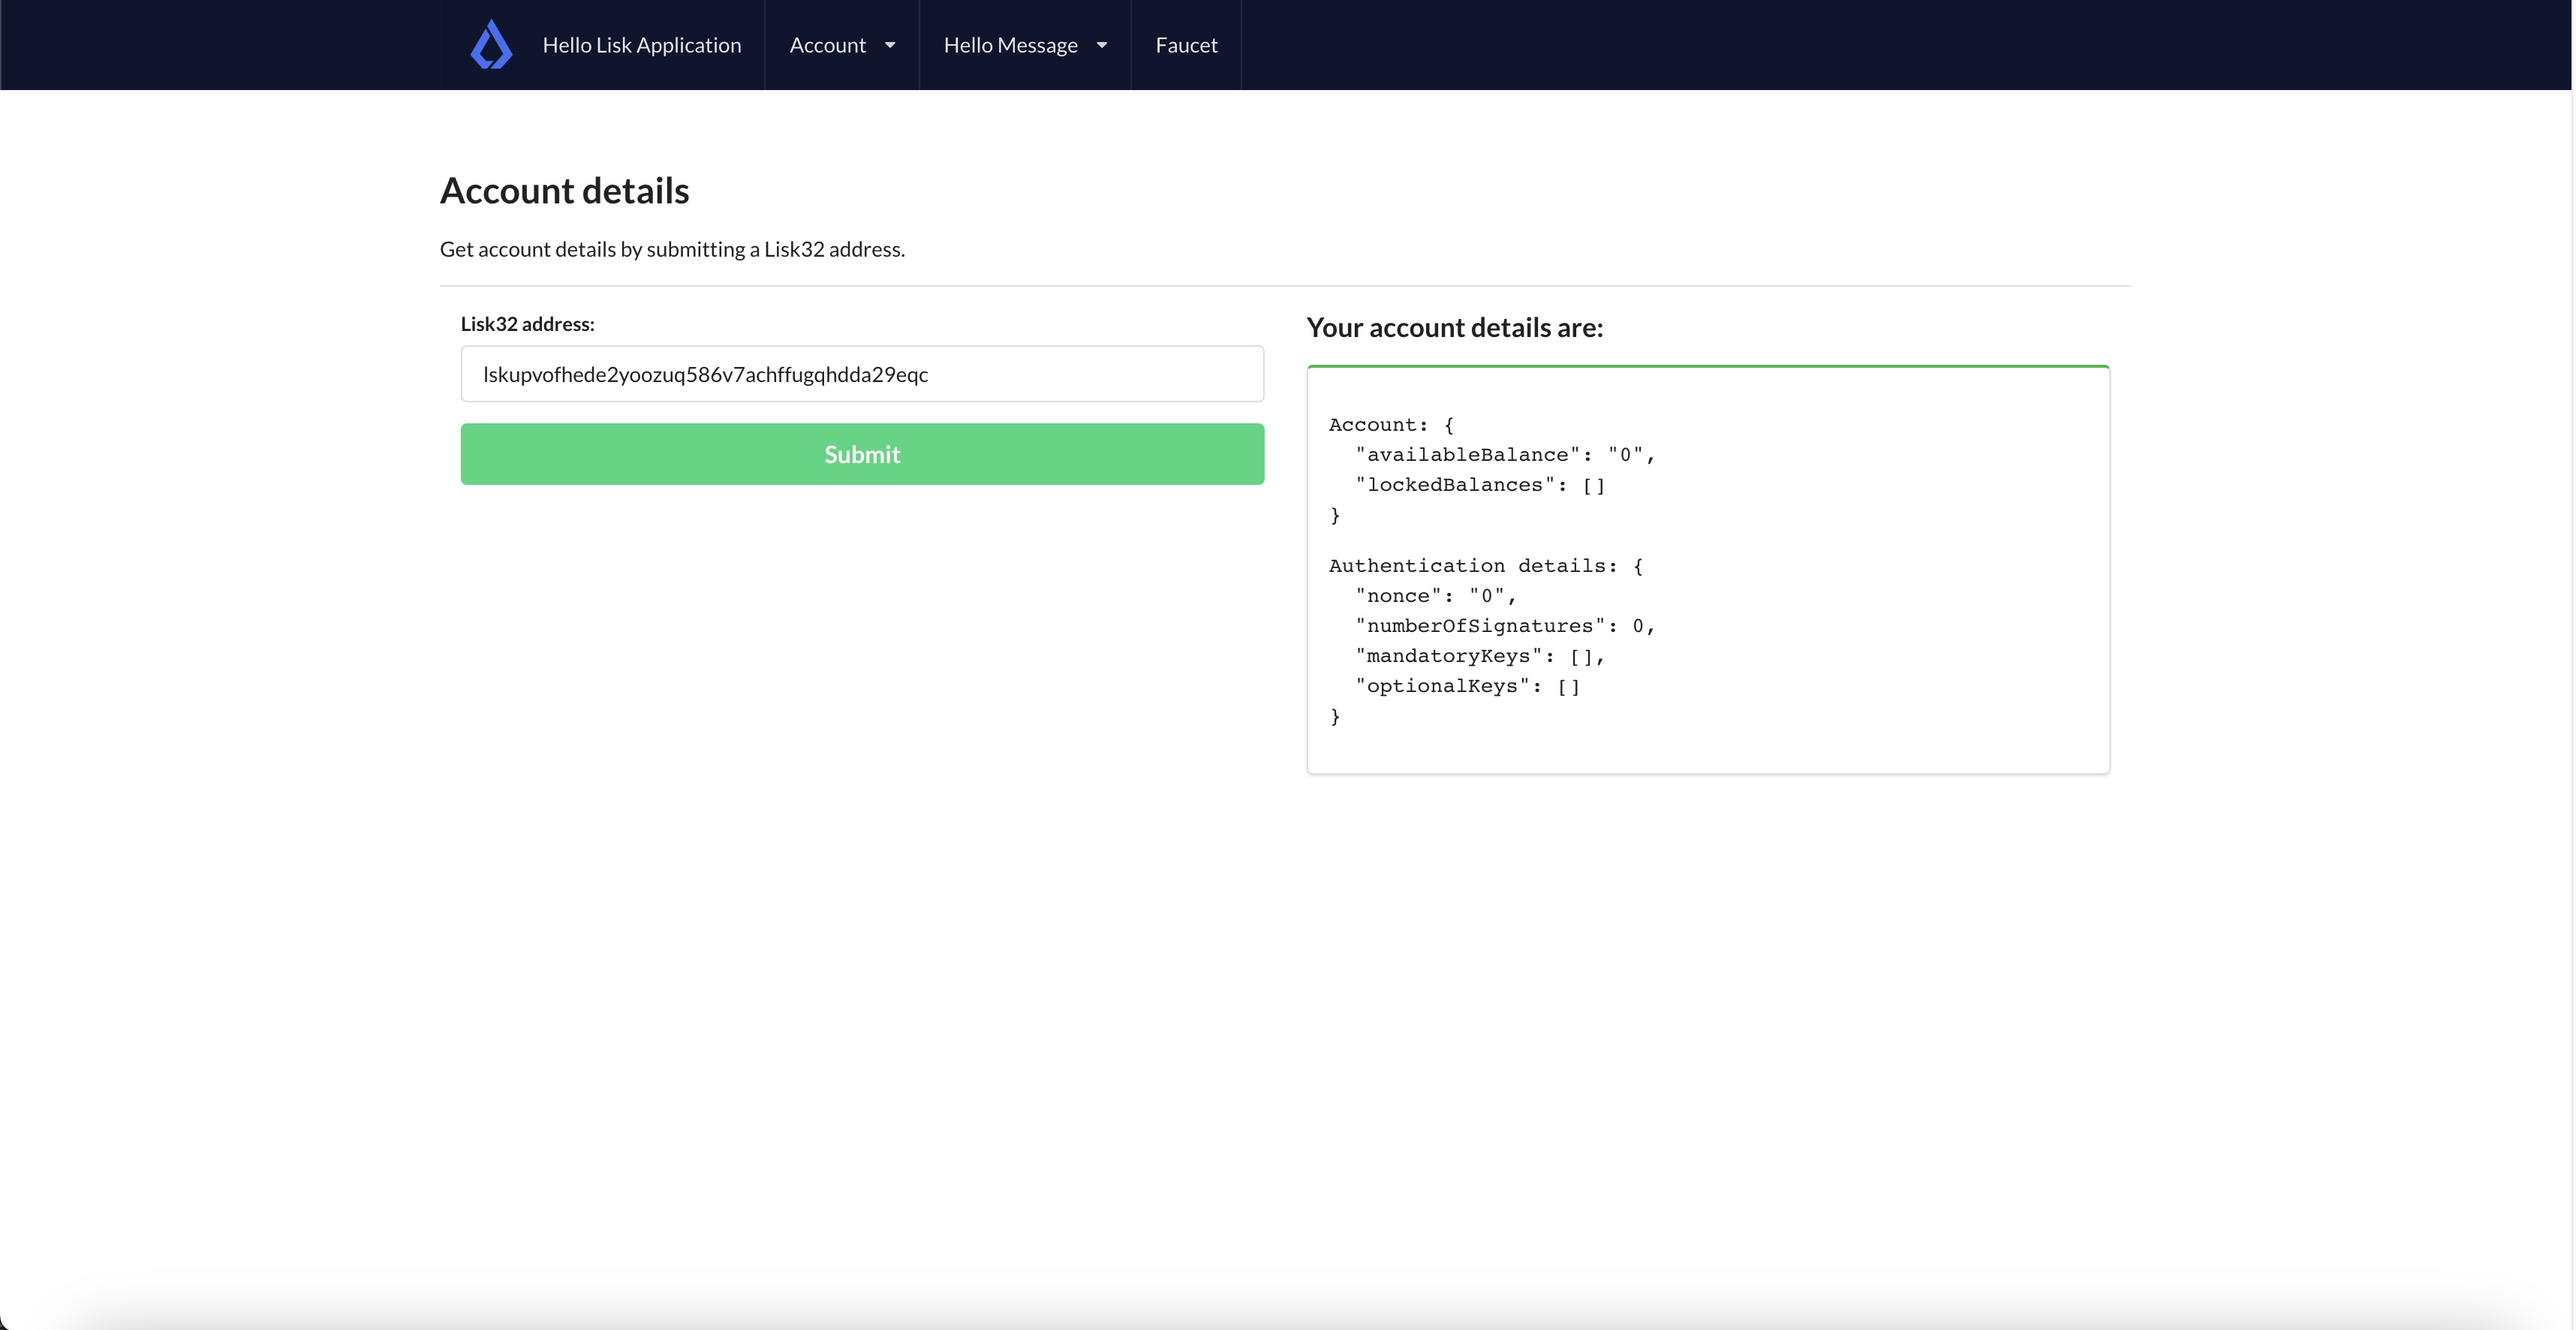 Hello Lisk Application Account Hello Message Faucet
Account details
Get account details by submitting a Lisk32 address.
Lisk32 address:
lskupvofhede2yoozuq586v7achffugqhdda29eqc
Submit
Your account details are:
Account: {
  "availableBalance": "0",
  "lockedBalances": []
}
Authentication details: {
  "nonce": "0",
  "numberOfSignatures": 0,
  "mandatoryKeys": [],
  "optionalKeys": []
}